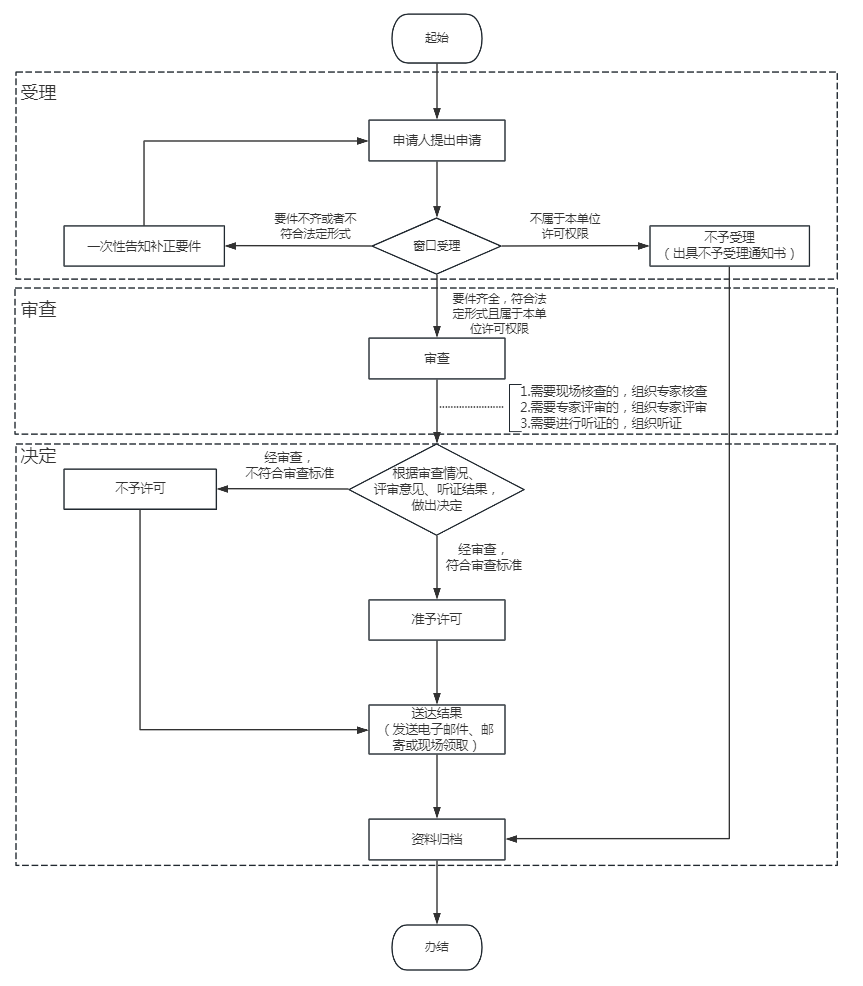 起始
受理
申请人提出申请
要件不齐或者不
符合法定形式
不属于本单位
许可权限
一次性告知补正要件
窗口受理
不予受理
（出具不予受理通知书）
审查
要件齐全，符合法
定形式且属于本单
位许可权限
审查
1.需要现场核查的，组织专家核查
2.需要专家评审的，组织专家评审
3.需要进行听证的，组织听证
决定
经审查，
不符合审查标准
不予许可
根据审查情况、
评审意见、听证结果，
做出决定
经审查，
符合审查标准
准予许可
送达结果
（发送电子邮件、邮
寄或现场领取）
资料归档
办结